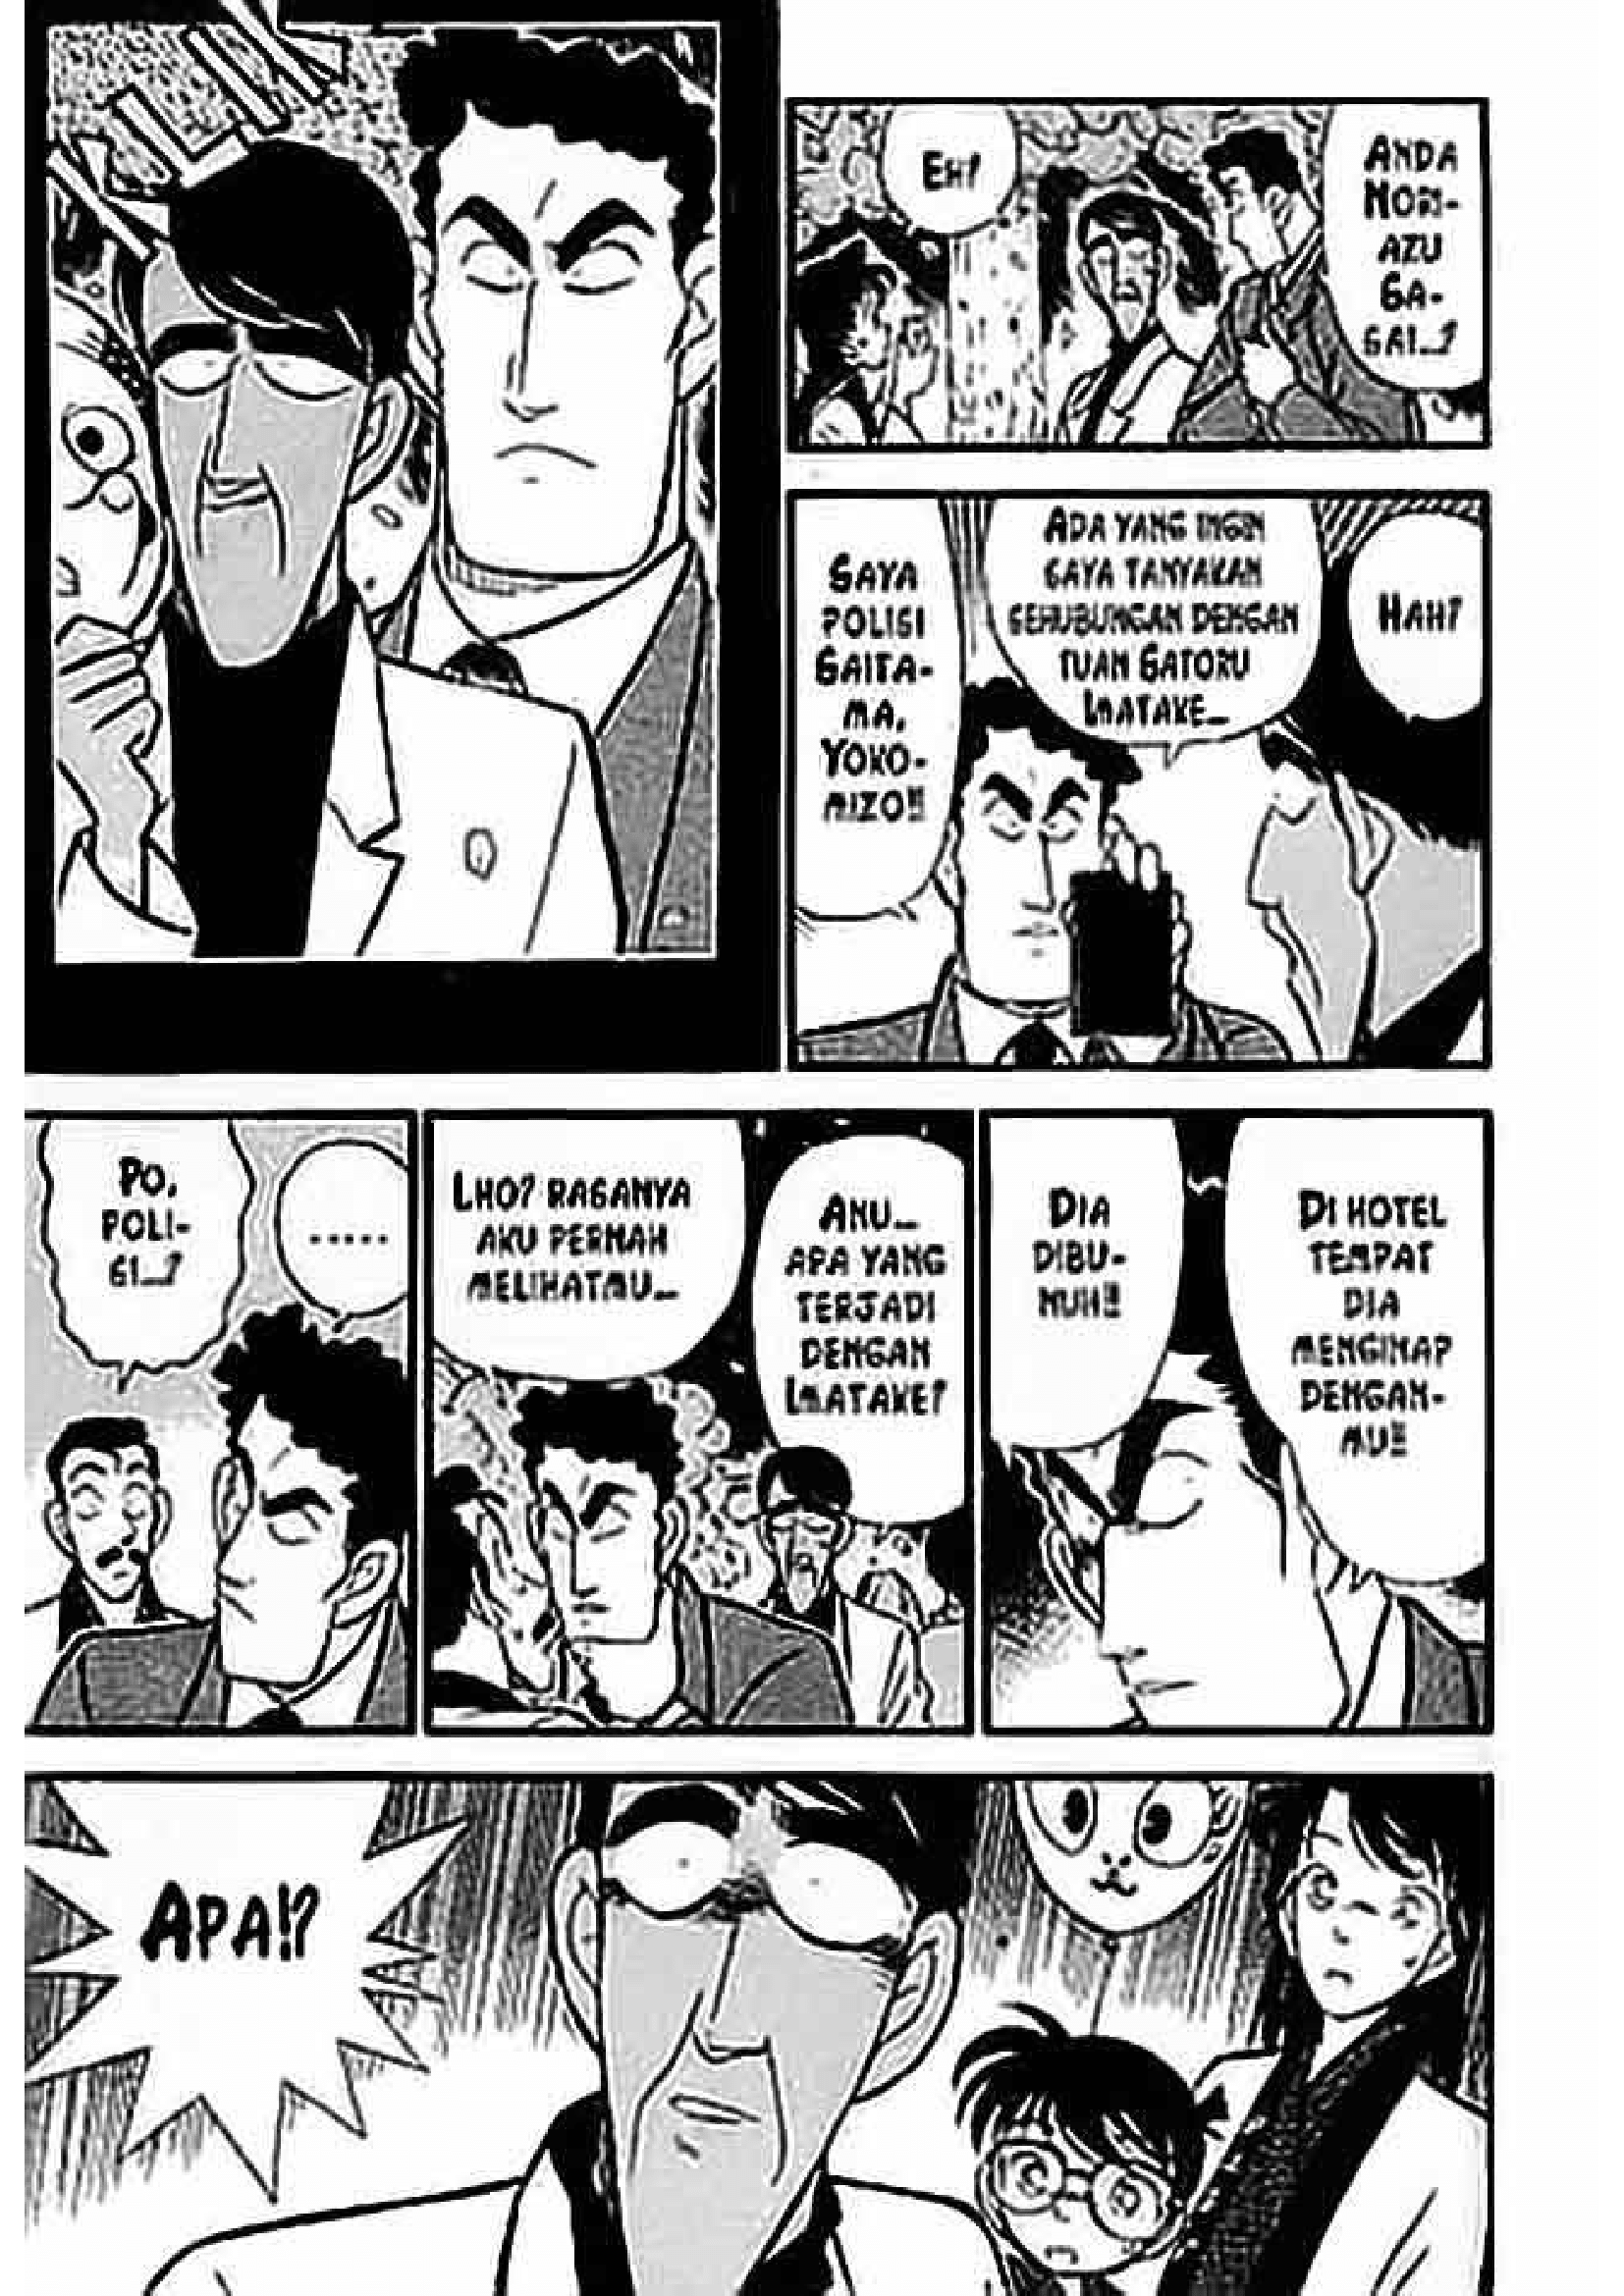 ANDA
NORI-
AZU
SA-
SAI...?
EH?
HAH?
ADA YANG INGIN
SAYA TANYAKAN
SEHUBUNGAN DENGAN
TUAN SATORU
IMATAKE...
SAYA
POLISI
SAITA-
MA,
YOKO-
MIZO!!
DI HOTEL
TEMPAT
DIA
MENGINAP
DENGAN-
MU!!
DIA
DIBU-
NUH!!
ANU...
APA YANG
TERJADI
DENGAN
IMATAKE?
LHO? RASANYA
AKU PERNAH
MELIHATMU...
.....
PO,
POLI-
SI...?
APA!?